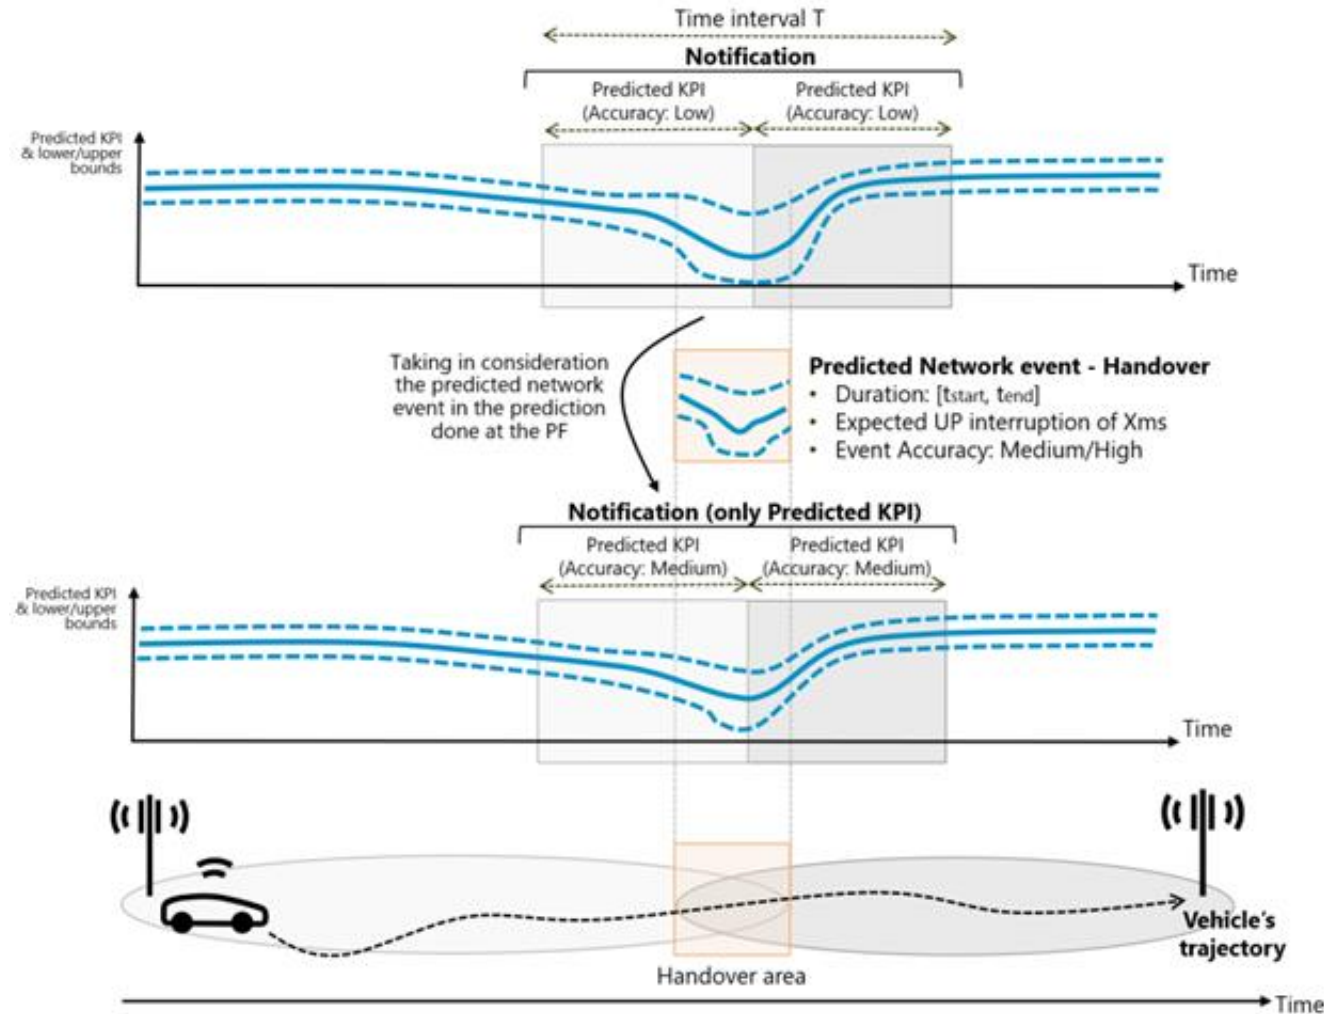 Time interval T
Notification
Predicted KPI
(Accuracy: Low)
Predicted KPI
(Accuracy: Low)
Predicted KPI
& lower/upper
bounds
Time
Taking in consideration
the predicted network
event in the prediction
done at the PF
Predicted Network event - Handover
• Duration: [tstart, tend]
• Expected UP interruption of Xms
• Event Accuracy: Medium/High
Notification (only Predicted KPI)
Predicted KPI
(Accuracy: Medium)
Predicted KPI
(Accuracy: Medium)
Predicted KPI
& lower/upper
bounds
Time
Vehicle's
trajectory
Handover area
Time